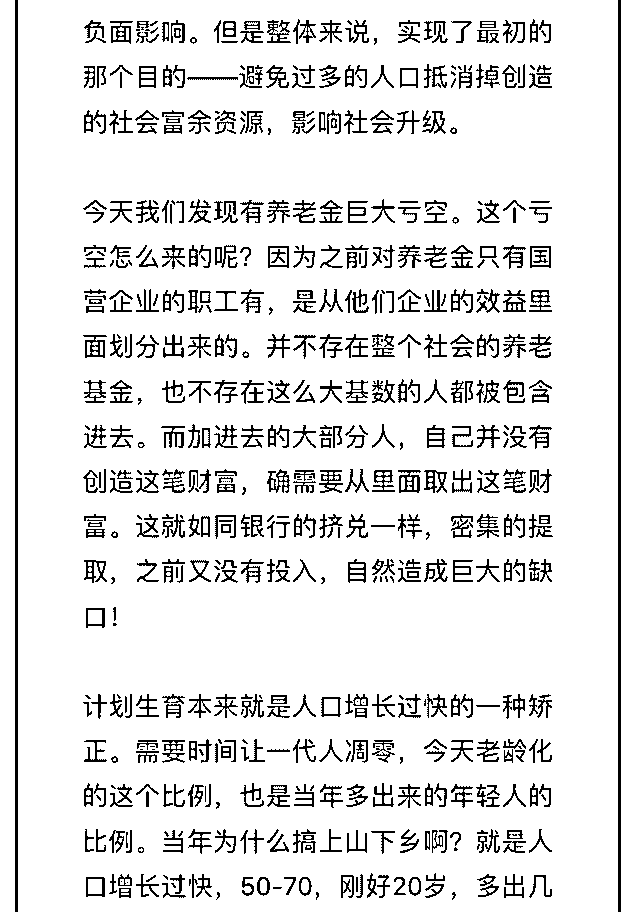 负面影响。但是整体来说，实现了最初的
那个目的——避免过多的人口抵消掉创造
的社会富余资源，影响社会升级。
今天我们发现有养老金巨大亏空。这个亏
空怎么来的呢？因为之前对养老金只有国
营企业的职工有，是从他们企业的效益里
面划分出来的。并不存在整个社会的养老
基金，也不存在这么大基数的人都被包含
进去。而加进去的大部分人，自己并没有
创造这笔财富，确需要从里面取出这笔财
富。这就如同银行的挤兑一样，密集的提
取，之前又没有投入，自然造成巨大的缺
口！
计划生育本来就是人口增长过快的一种矫
正。需要时间让一代人凋零，今天老龄化
的这个比例，也是当年多出来的年轻人的
比例。当年为什么搞上山下乡啊？就是人
口增长过快，50-70，刚好20岁，多出几